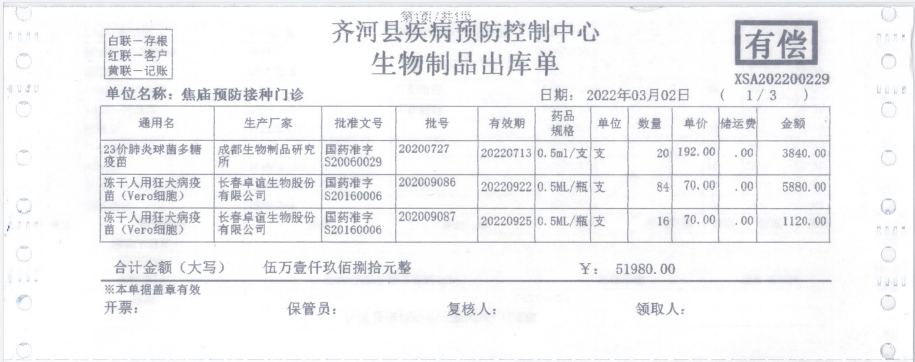 第1页/共1页
齐河县疾病预防控制中心
生物制品出库单
白联－存根
红联－客户
黄联－记账
有偿
XSA202200229
单位名称：焦庙预防接种门诊 日期：2022年03月02日 ( 1/3 )
通用名 生产厂家 批准文号 批号 有效期 药品规格 单位 数量 单价 储运费 金额
23价肺炎球菌多糖疫苗 成都生物制品研究所 国药准字S20060029 20200727 20220713 0.5ml/支 支 20 192.00 .00 3840.00
冻干人用狂犬病疫苗（Vero细胞） 长春卓谊生物股份有限公司 国药准字S20160006 202009086 20220922 0.5ML/瓶 支 84 70.00 .00 5880.00
冻干人用狂犬病疫苗（Vero细胞） 长春卓谊生物股份有限公司 国药准字S20160006 202009087 20220925 0.5ML/瓶 支 16 70.00 .00 1120.00
合计金额（大写） 伍万壹仟玖佰捌拾元整 ¥： 51980.00
※本单据盖章有效
开票： 保管员： 复核人： 领取人：